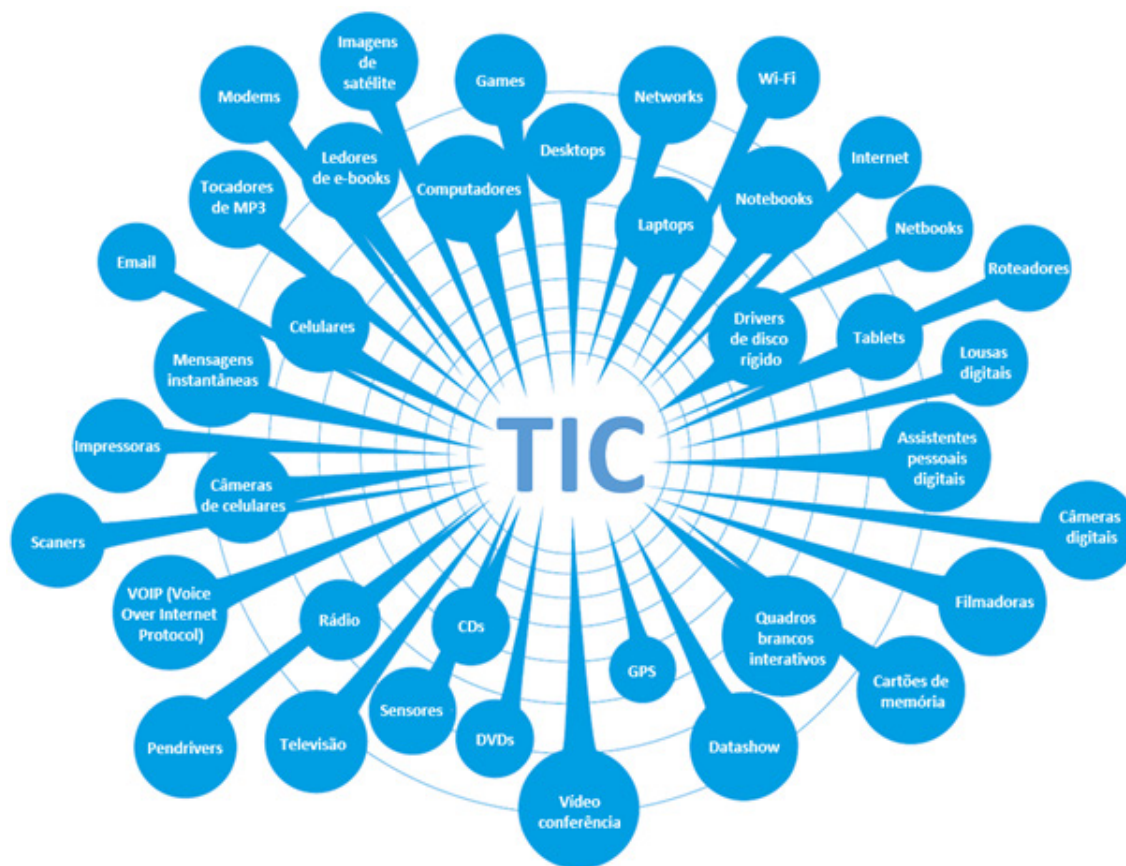 Imagens
de
satélite
Games
Networks
Wi-Fi
Modems
Desktops
Internet
Ledores
de e-books
Computadores
Notebooks
Tocadores
de MP3
Laptops
Netbooks
Email
Roteadores
Celulares
Drivers
de disco
rígido
Tablets
Lousas
digitais
Mensagens
instantâneas
TIC
Impressoras
Assistentes
pessoais
digitais
Câmeras
de celulares
Scaners
Câmeras
digitais
VOIP (Voice
Over Internet
Protocol)
Rádio
CDs
Filmadoras
Quadros
brancos
interativos
GPS
Cartões de
memória
Sensores
Pendrivers
Televisão
DVDs
Datashow
Vídeo
conferência